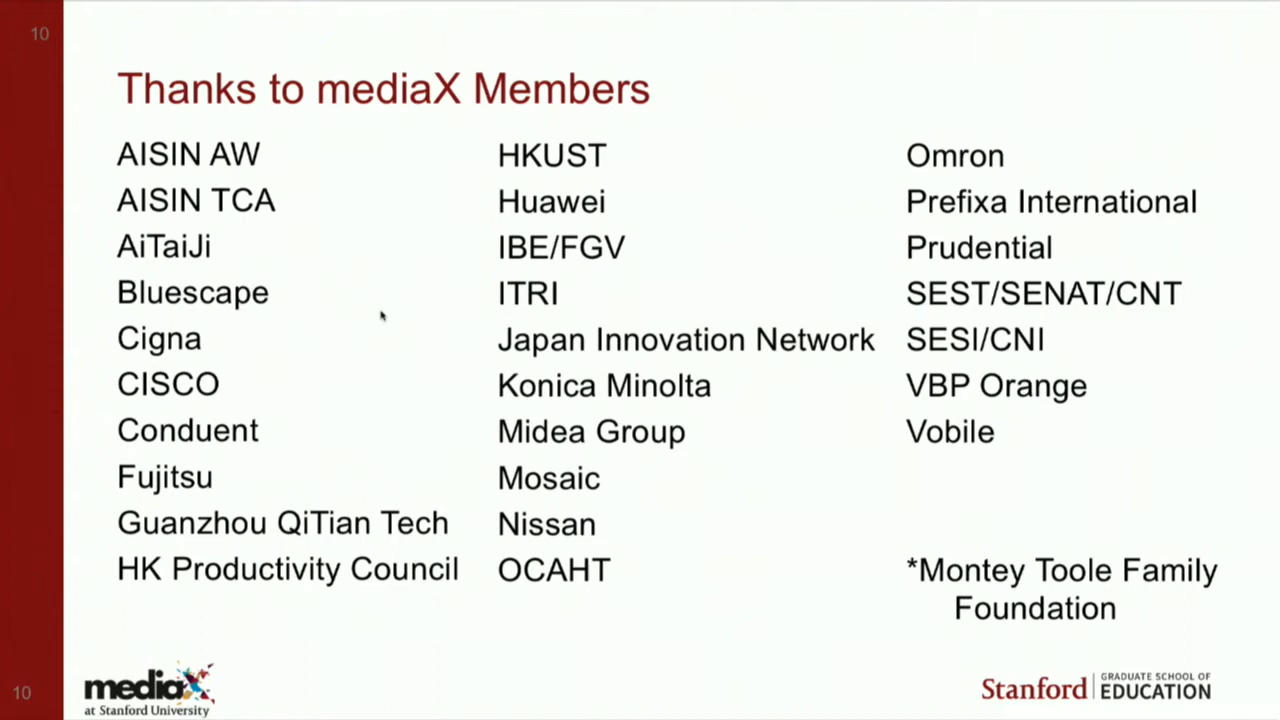 10
Thanks to mediaX Members
AISIN AW
AISIN TCA
AiTaiJi
Bluescape
Cigna
CISCO
Conduent
Fujitsu
Guanzhou QiTian Tech
HK Productivity Council
HKUST
Huawei
IBE/FGV
ITRI
Japan Innovation Network
Konica Minolta
Midea Group
Mosaic
Nissan
OCAHT
Omron
Prefixa International
Prudential
SEST/SENAT/CNT
SESI/CNI
VBP Orange
Vobile
*Montey Toole Family
Foundation
10
mediaX
at Stanford University
Stanford
GRADUATE SCHOOL OF
EDUCATION